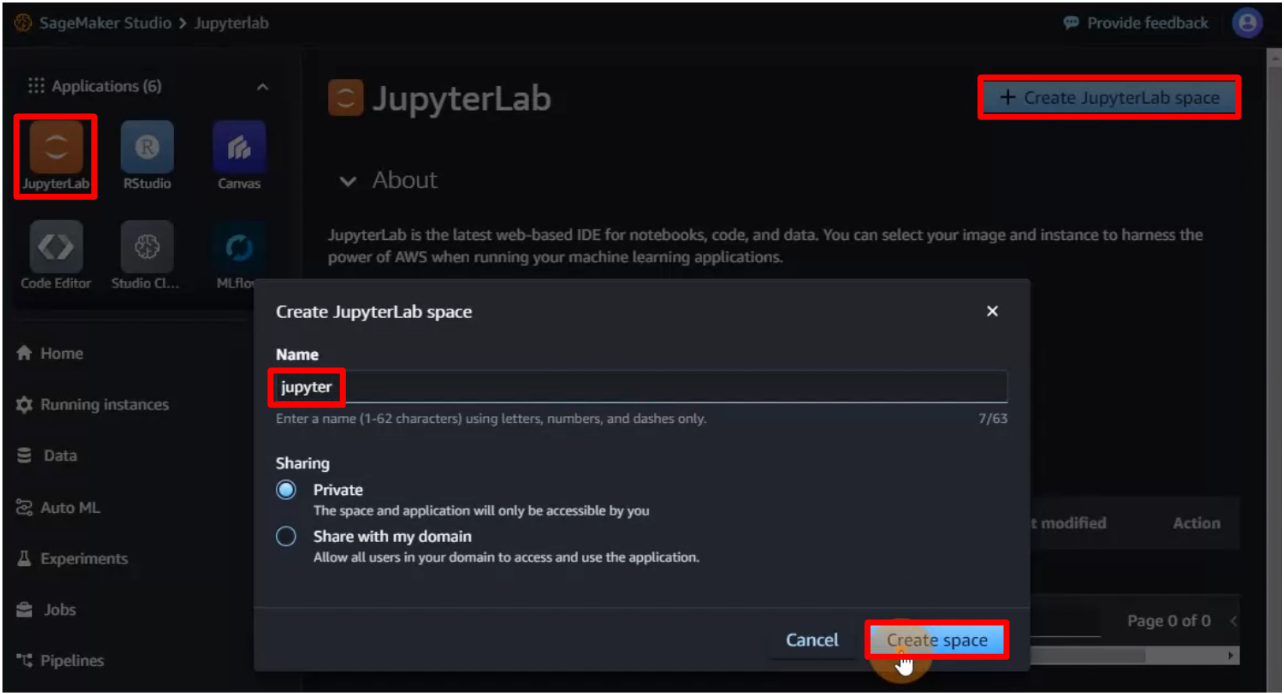 SageMaker Studio > Jupyterlab
Provide feedback
Applications (6)
JupyterLab
RStudio
Canvas
Code Editor
Studio Cl...
Home
Running instances
Data
Auto ML
Experiments
Jobs
Pipelines
JupyterLab
+ Create JupyterLab space
About
JupyterLab is the latest web-based IDE for notebooks, code, and data. You can select your image and instance to harness the
power of AWS when running your machine learning applications.
Create JupyterLab space
Name
jupyter
Enter a name (1-62 characters) using letters, numbers, and dashes only.
7/63
Sharing
Private
The space and application will only be accessible by you
Share with my domain
Allow all users in your domain to access and use the application.
Cancel
Create space
modified
Action
Page 0 of 0